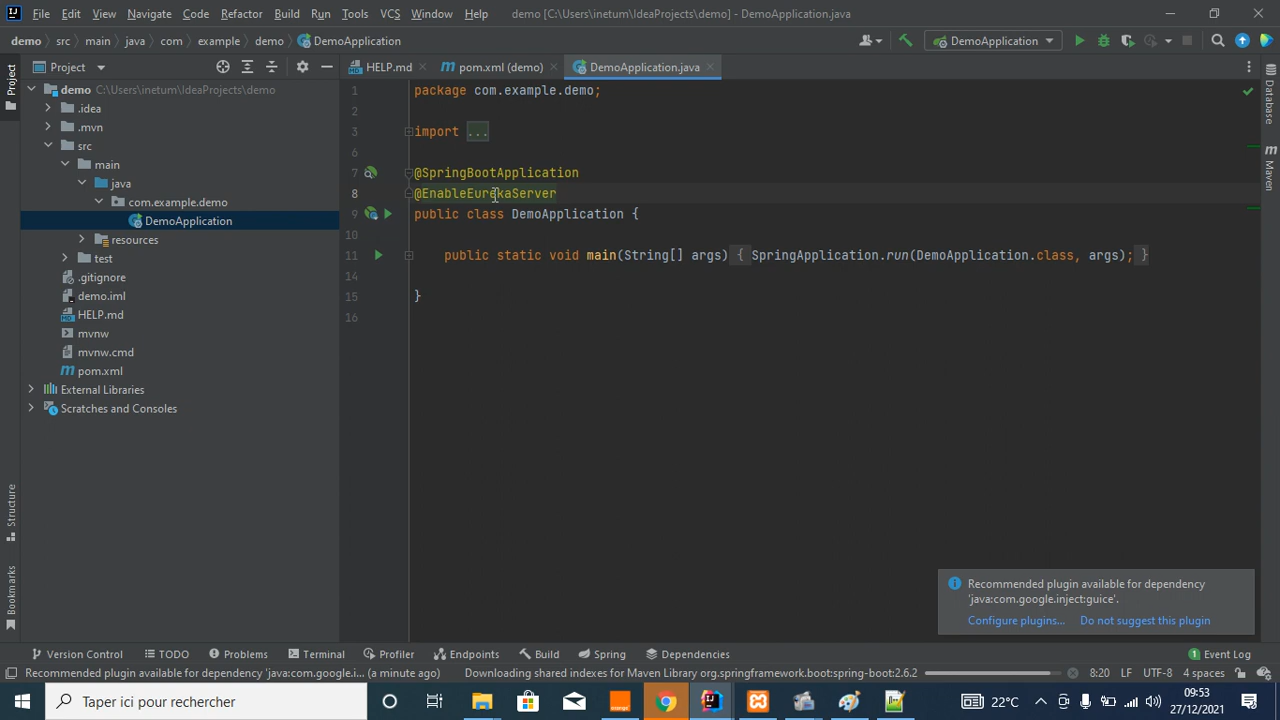 File Edit View Navigate Code Refactor Build Run Tools VCS Window Help demo [C:\Users\inetum\IdeaProjects\demo] - DemoApplication.java
demo src main java com example demo DemoApplication
DemoApplication
Project
HELP.md
pom.xml (demo)
DemoApplication.java
Project
demo C:\Users\inetum\IdeaProjects\demo
.idea
.mvn
src
main
java
com.example.demo
DemoApplication
resources
test
.gitignore
demo.iml
HELP.md
mvnw
mvnw.cmd
pom.xml
External Libraries
Scratches and Consoles
Structure
Bookmarks
1 package com.example.demo;
2
3 import ...
6
7 @SpringBootApplication
8 @EnableEurekaServer
9 public class DemoApplication {
10
11 public static void main(String[] args) { SpringApplication.run(DemoApplication.class, args); }
14
15 }
16
Database
Maven
Recommended plugin available for dependency
'java:com.google.inject:guice'.
Configure plugins... Do not suggest this plugin
Version Control TODO Problems Terminal Profiler Endpoints Build Spring Dependencies 1 Event Log
Recommended plugin available for dependency 'java:com.google.i... (a minute ago) Downloading shared indexes for Maven Library org.springframework.boot:spring-boot:2.6.2 8:20 LF UTF-8 4 spaces
Taper ici pour rechercher
orange
22°C
09:53
27/12/2021